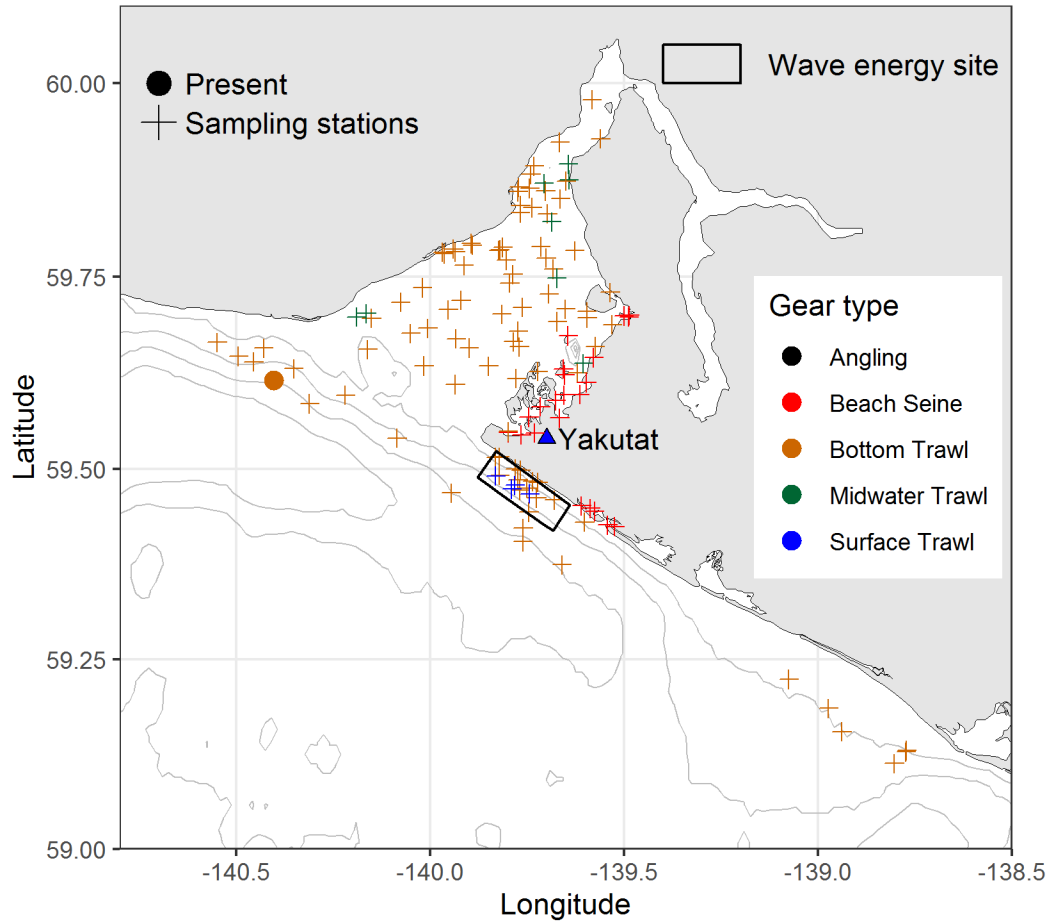 Present
Sampling stations
Wave energy site
60.00
59.75
59.50
59.25
59.00
Latitude
Yakutat
Gear type
Angling
Beach Seine
Bottom Trawl
Midwater Trawl
Surface Trawl
-140.5
-140.0
-139.5
-139.0
-138.5
Longitude